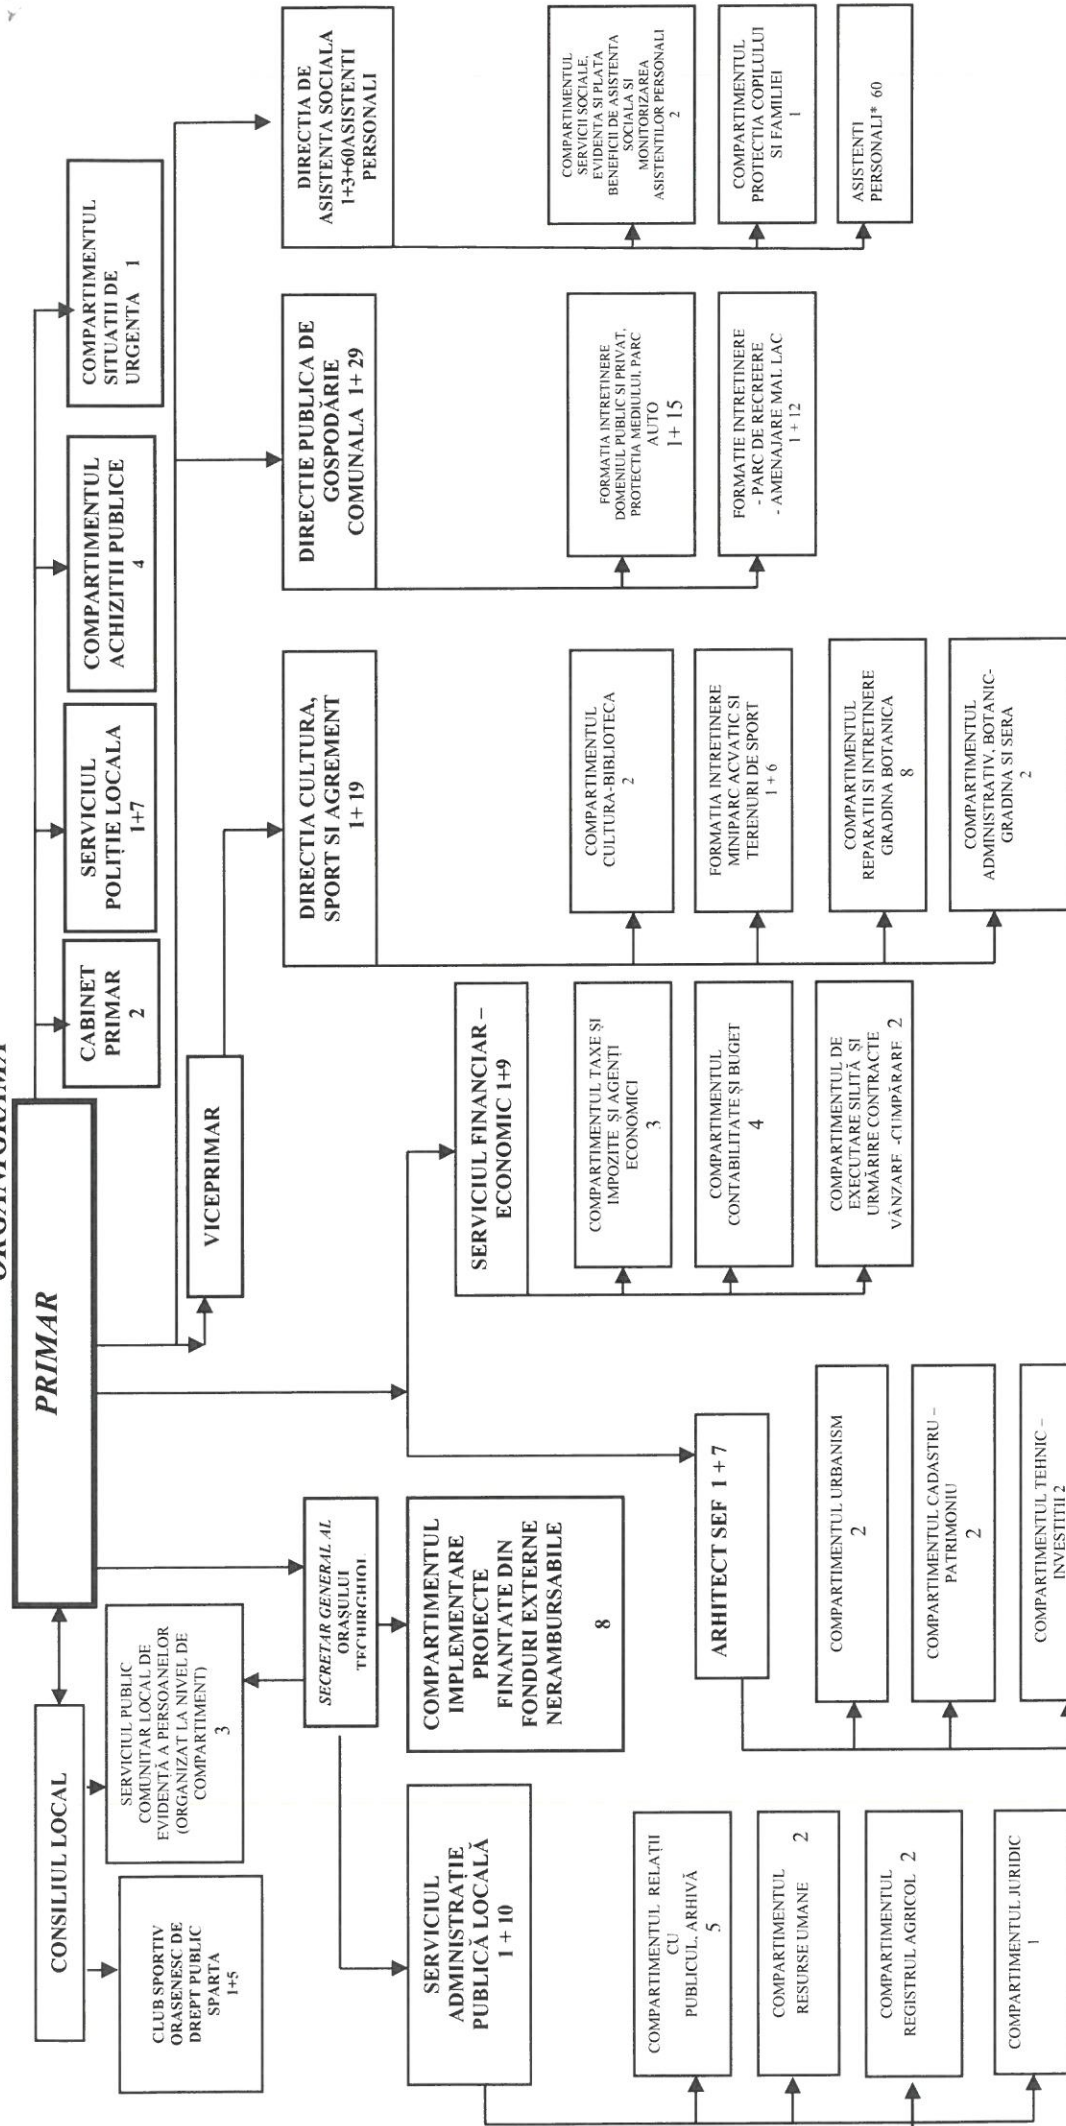 ORGANIGRAMA
PRIMAR
CONSILIUL LOCAL
CLUB SPORTIV
ORASENESC DE
DREPT PUBLIC
SPARTA
1+5
SERVICIUL PUBLIC
COMUNITAR LOCAL DE
EVIDENȚĂ A PERSOANELOR
(ORGANIZAT LA NIVEL DE
COMPARTIMENT)
3
CABINET
PRIMAR
2
SERVICIUL
POLIȚIE LOCALA
1+7
COMPARTIMENTUL
ACHIZITII PUBLICE
4
COMPARTIMENTUL
SITUATII DE
URGENTA 1
VICEPRIMAR
SECRETAR GENERAL AL
ORAȘULUI
TECHIRGHIOL
SERVICIUL
ADMINISTRAȚIE
PUBLICĂ LOCALĂ
1 + 10
COMPARTIMENTUL RELAȚII
CU
PUBLICUL, ARHIVĂ
5
COMPARTIMENTUL
RESURSE UMANE 2
COMPARTIMENTUL
REGISTRUL AGRICOL 2
COMPARTIMENTUL JURIDIC
1
COMPARTIMENTUL
IMPLEMENTARE
PROIECTE
FINANTATE DIN
FONDURI EXTERNE
NERAMBURSABILE
8
ARHITECT SEF 1 + 7
COMPARTIMENTUL URBANISM
2
COMPARTIMENTUL CADASTRU –
PATRIMONIU
2
COMPARTIMENTUL TEHNIC –
INVESTIȚII 2
SERVICIUL FINANCIAR –
ECONOMIC 1+9
COMPARTIMENTUL TAXE ȘI
IMPOZITE ȘI AGENȚI
ECONOMICI
3
COMPARTIMENTUL
CONTABILITATE ȘI BUGET
4
COMPARTIMENTUL DE
EXECUTARE SILITĂ ȘI
URMĂRIRE CONTRACTE
VÂNZARE -CUMPĂRARE 2
DIRECTIA CULTURA,
SPORT SI AGREMENT
1+ 19
COMPARTIMENTUL
CULTURA-BIBLIOTECA
2
FORMATIA INTRETINERE
MINIPARC ACVATIC SI
TERENURI DE SPORT
1 + 6
COMPARTIMENTUL
REPARATII SI INTRETINERE
GRADINA BOTANICA
8
COMPARTIMENTUL
ADMINISTRATIV, BOTANIC-
GRADINA SI SERA
2
DIRECTIE PUBLICA DE
GOSPODĂRIE
COMUNALA 1+ 29
FORMATIA INTRETINERE
DOMENIUL PUBLIC SI PRIVAT,
PROTECTIA MEDIULUI, PARC
AUTO
1+ 15
FORMATIE INTRETINERE
- PARC DE RECREERE
- AMENAJARE MAL LAC
1 + 12
DIRECTIA DE
ASISTENTA SOCIALA
1+3+60ASISTENTI
PERSONALI
COMPARTIMENTUL
SERVICII SOCIALE,
EVIDENTA SI PLATA
BENEFICII DE ASISTENTA
SOCIALA SI
MONITORIZAREA
ASISTENTILOR PERSONALI
2
COMPARTIMENTUL
PROTECTIA COPILULUI
SI FAMILIEI
1
ASISTENTI
PERSONALI* 60